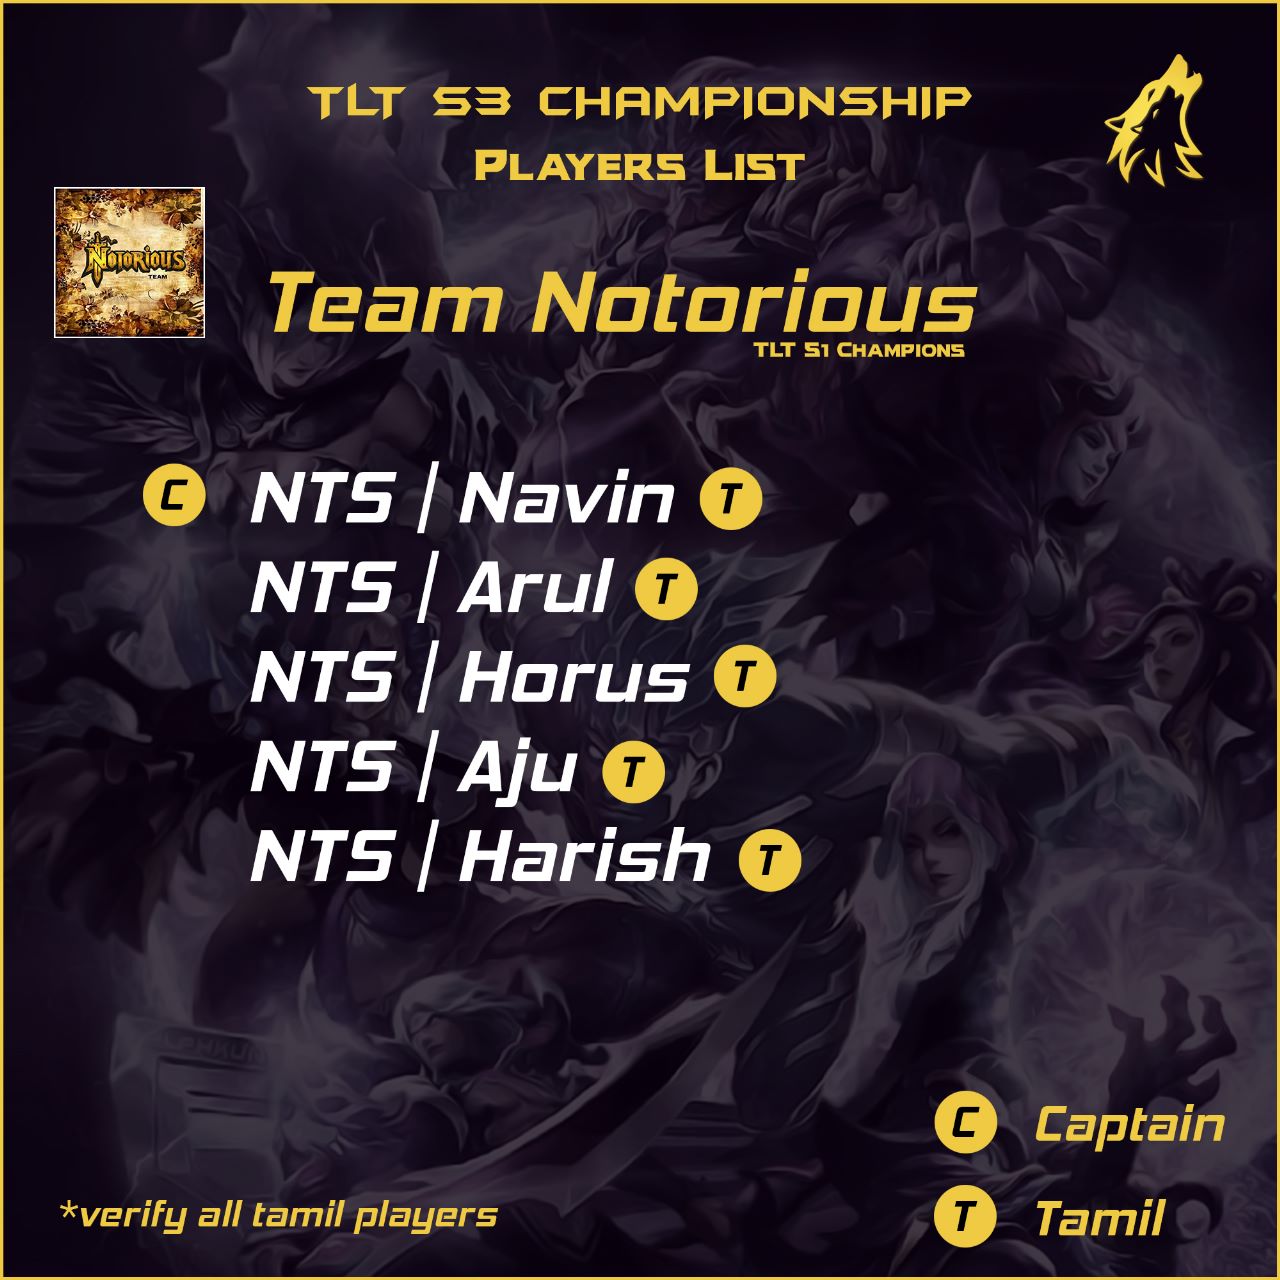 TLT S3 CHAMPIONSHIP
PLAYERS LIST
NOTORIOUS
TEAM
Team Notorious
TLT S1 CHAMPIONS
C NTS | Navin T
NTS | Arul T
NTS | Horus T
NTS | Aju T
NTS | Harish T
C Captain
T Tamil
*verify all tamil players